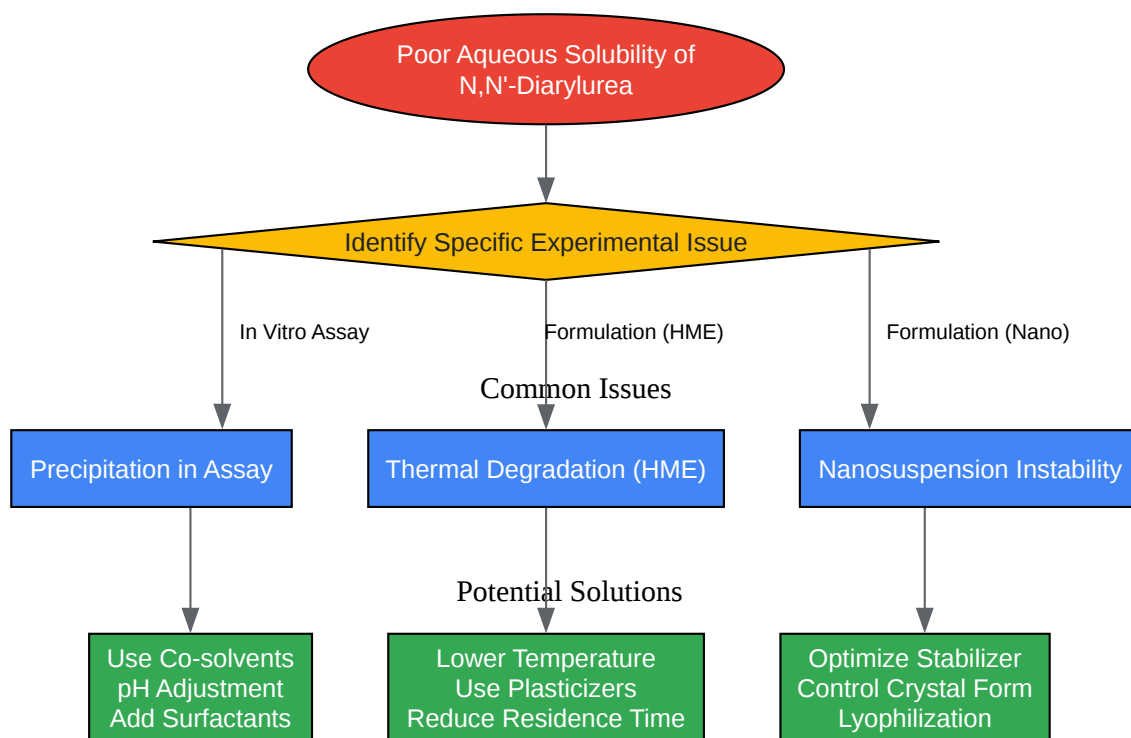 Poor Aqueous Solubility of
N,N'-Diarylurea
Identify Specific Experimental Issue
In Vitro Assay
Formulation (HME)
Formulation (Nano)
Common Issues
Precipitation in Assay
Thermal Degradation (HME)
Nanosuspension Instability
Potential Solutions
Use Co-solvents
pH Adjustment
Add Surfactants
Lower Temperature
Use Plasticizers
Reduce Residence Time
Optimize Stabilizer
Control Crystal Form
Lyophilization